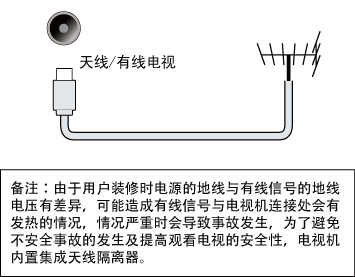 天线/有线电视
备注：由于用户装修时电源的地线与有线信号的地线
电压有差异，可能造成有线信号与电视机连接处会有
发热的情况，情况严重时会导致事故发生，为了避免
不安全事故的发生及提高观看电视的安全性，电视机
内置集成天线隔离器。